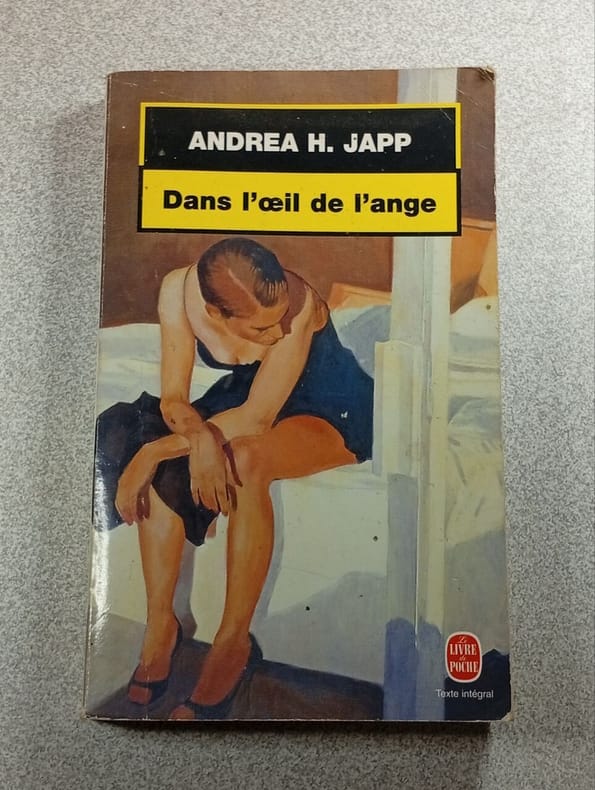 ANDREA H. JAPP
Dans l'œil de l'ange
Le
LIVRE
de
POCHE
Texte intégral